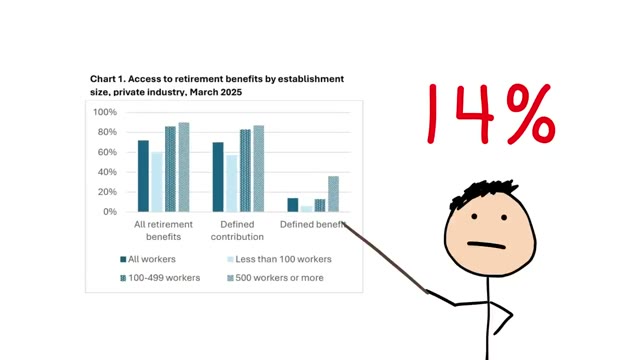 Chart 1. Access to retirement benefits by establishment
size, private industry, March 2025
14%
100%
80%
60%
40%
20%
0%
All retirement
benefits
Defined
contribution
Defined benefit
All workers
Less than 100 workers
100-499 workers
500 workers or more